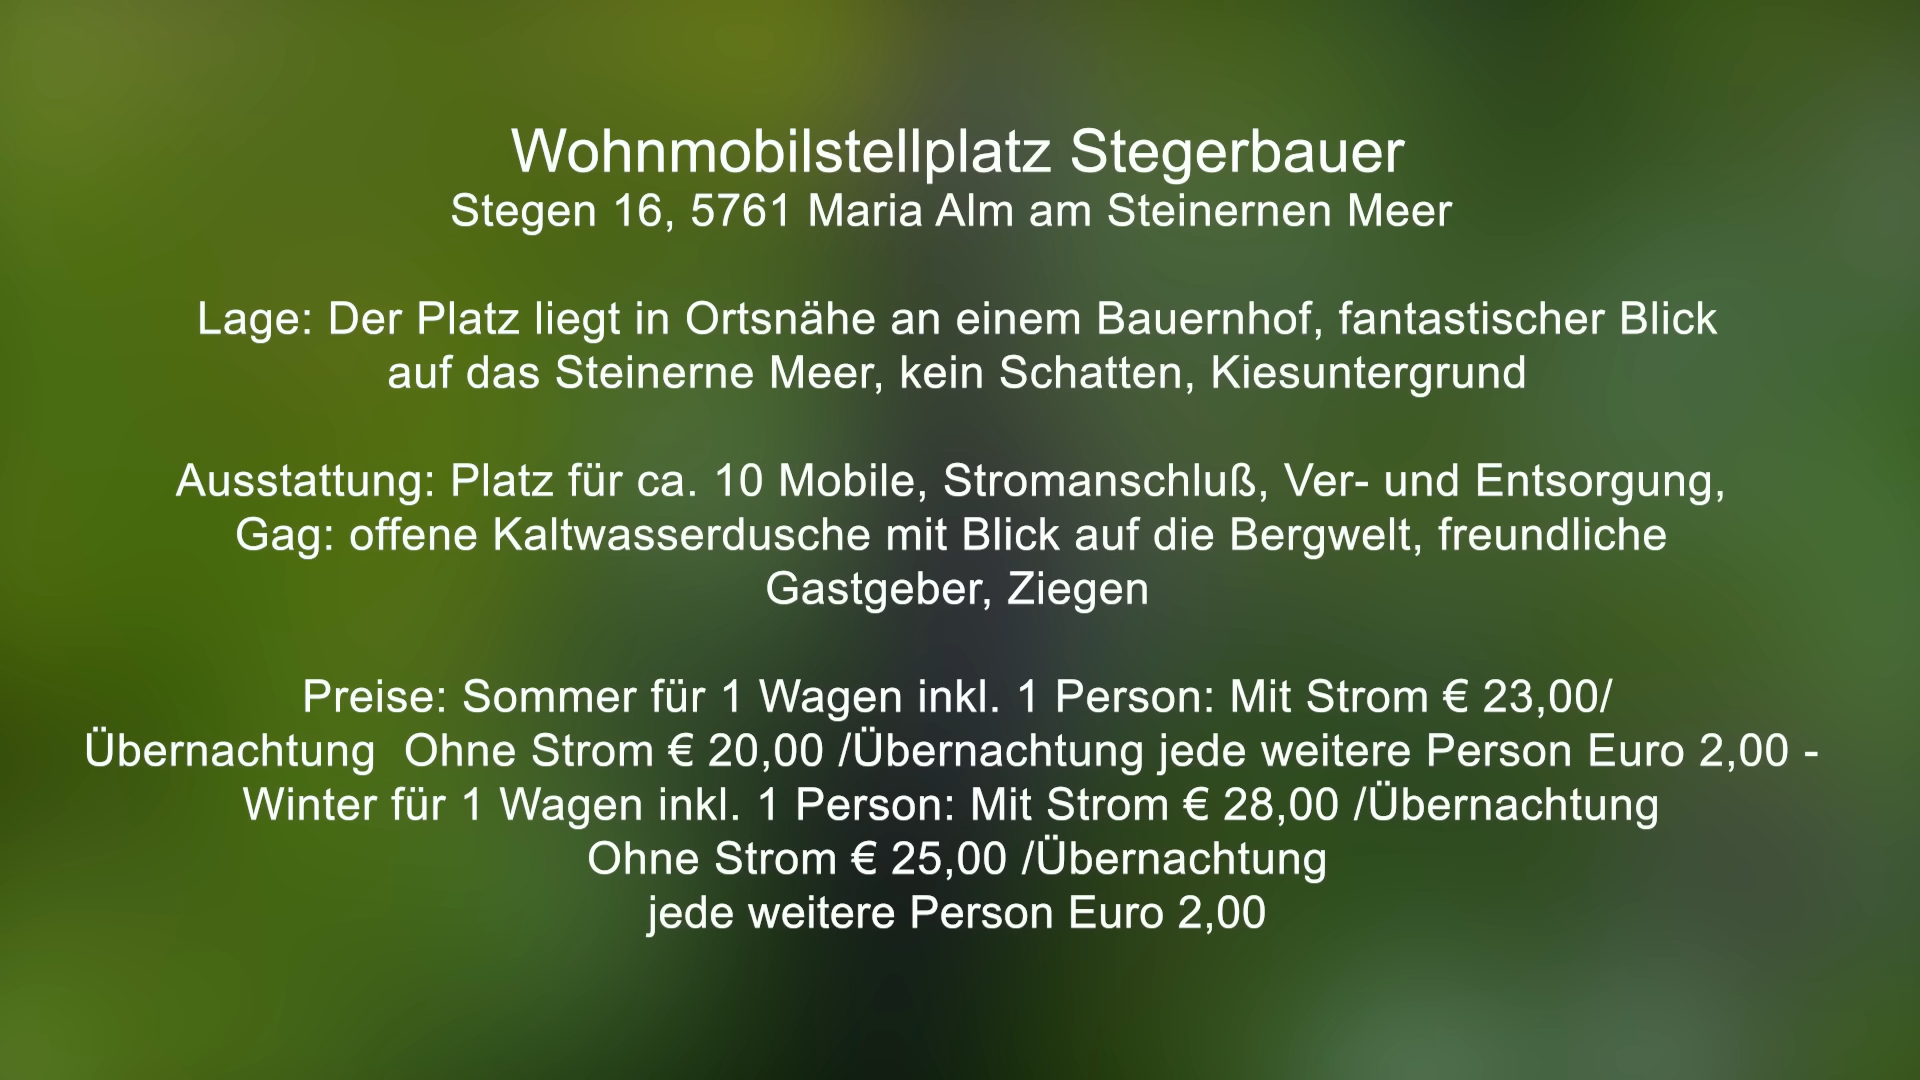 Wohnmobilstellplatz Stegerbauer
Stegen 16, 5761 Maria Alm am Steinernen Meer
Lage: Der Platz liegt in Ortsnähe an einem Bauernhof, fantastischer Blick
auf das Steinerne Meer, kein Schatten, Kiesuntergrund
Ausstattung: Platz für ca. 10 Mobile, Stromanschluß, Ver- und Entsorgung,
Gag: offene Kaltwasserdusche mit Blick auf die Bergwelt, freundliche
Gastgeber, Ziegen
Preise: Sommer für 1 Wagen inkl. 1 Person: Mit Strom € 23,00/
Übernachtung  Ohne Strom € 20,00 /Übernachtung jede weitere Person Euro 2,00 -
Winter für 1 Wagen inkl. 1 Person: Mit Strom € 28,00 /Übernachtung
Ohne Strom € 25,00 /Übernachtung
jede weitere Person Euro 2,00